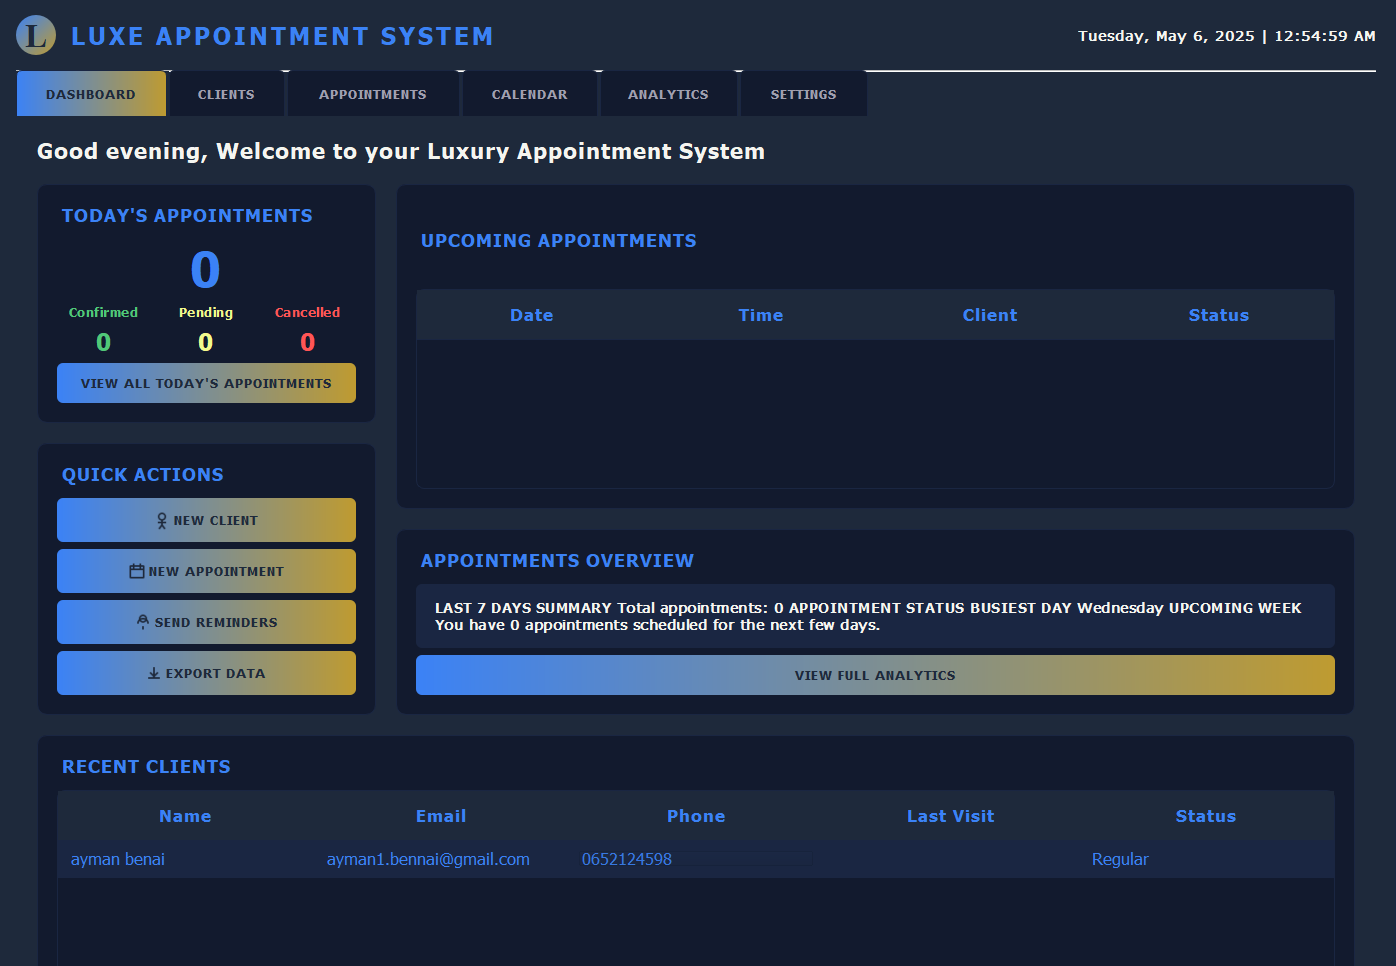 L LUXE APPOINTMENT SYSTEM
Tuesday, May 6, 2025 | 12:54:59 AM
DASHBOARD CLIENTS APPOINTMENTS CALENDAR ANALYTICS SETTINGS
Good evening, Welcome to your Luxury Appointment System
TODAY'S APPOINTMENTS
0
Confirmed Pending Cancelled
0 0 0
VIEW ALL TODAY'S APPOINTMENTS
QUICK ACTIONS
NEW CLIENT
NEW APPOINTMENT
SEND REMINDERS
EXPORT DATA
UPCOMING APPOINTMENTS
Date Time Client Status
APPOINTMENTS OVERVIEW
LAST 7 DAYS SUMMARY Total appointments: 0 APPOINTMENT STATUS BUSIEST DAY Wednesday UPCOMING WEEK
You have 0 appointments scheduled for the next few days.
VIEW FULL ANALYTICS
RECENT CLIENTS
Name Email Phone Last Visit Status
ayman benai ayman1.bennai@gmail.com 0652124598 Regular